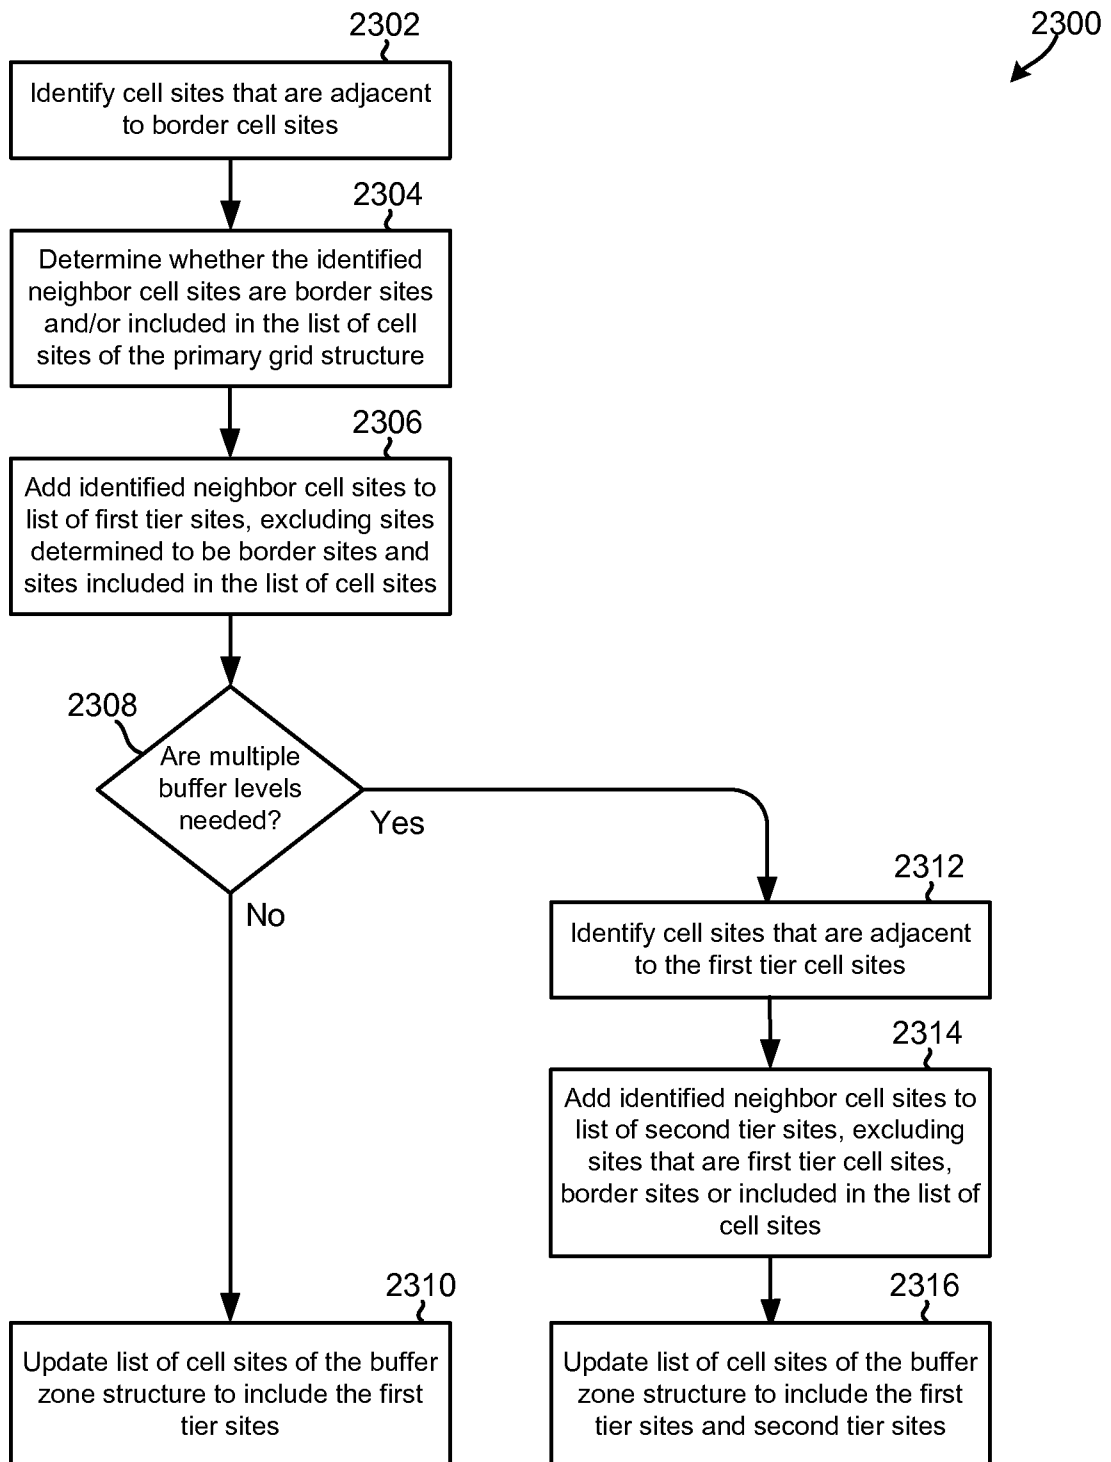 2300
2302
Identify cell sites that are adjacent
to border cell sites
2304
Determine whether the identified
neighbor cell sites are border sites
and/or included in the list of cell
sites of the primary grid structure
2306
Add identified neighbor cell sites to
list of first tier sites, excluding sites
determined to be border sites and
sites included in the list of cell sites
2308
Are multiple
buffer levels
needed?
Yes
No
2312
Identify cell sites that are adjacent
to the first tier cell sites
2314
Add identified neighbor cell sites to
list of second tier sites, excluding
sites that are first tier cell sites,
border sites or included in the list of
cell sites
2310
Update list of cell sites of the buffer
zone structure to include the first
tier sites
2316
Update list of cell sites of the buffer
zone structure to include the first
tier sites and second tier sites